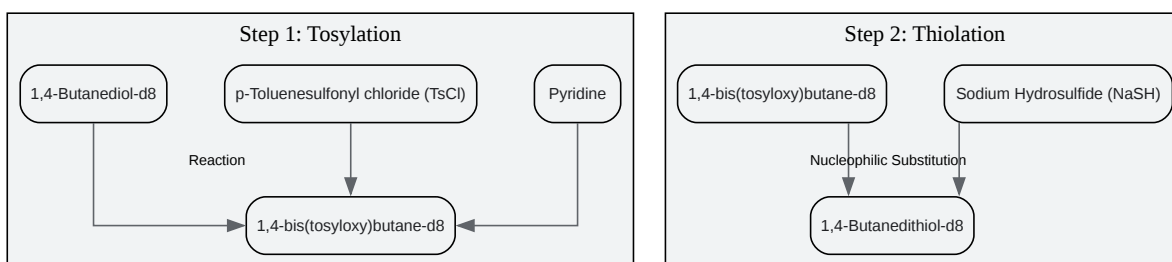 Step 1: Tosylation
1,4-Butanediol-d8
p-Toluenesulfonyl chloride (TsCl)
Pyridine
Reaction
1,4-bis(tosyloxy)butane-d8
Step 2: Thiolation
1,4-bis(tosyloxy)butane-d8
Sodium Hydrosulfide (NaSH)
Nucleophilic Substitution
1,4-Butanedithiol-d8